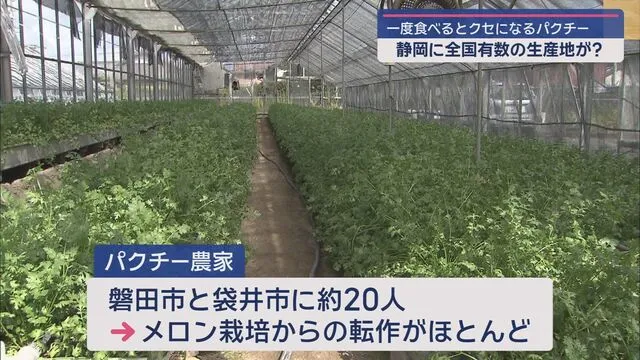 一度食べるとクセになるパクチー
静岡に全国有数の生産地が?
パクチー農家
磐田市と袋井市に約20人
→メロン栽培からの転作がほとんど